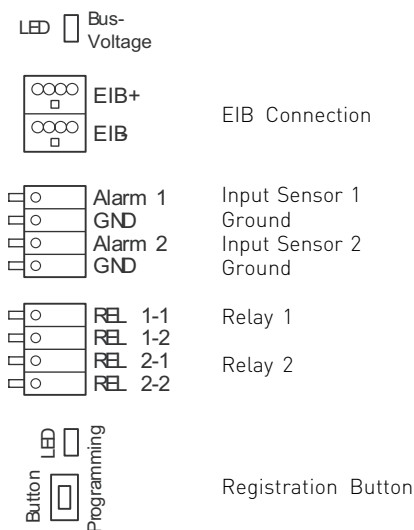 LED Bus-
Voltage
EIB+
EIB-
EIB Connection
Alarm 1 Input Sensor 1
GND Ground
Alarm 2 Input Sensor 2
GND Ground
REL 1-1 Relay 1
REL 1-2
REL 2-1 Relay 2
REL 2-2
LED
Button
Programming
Registration Button